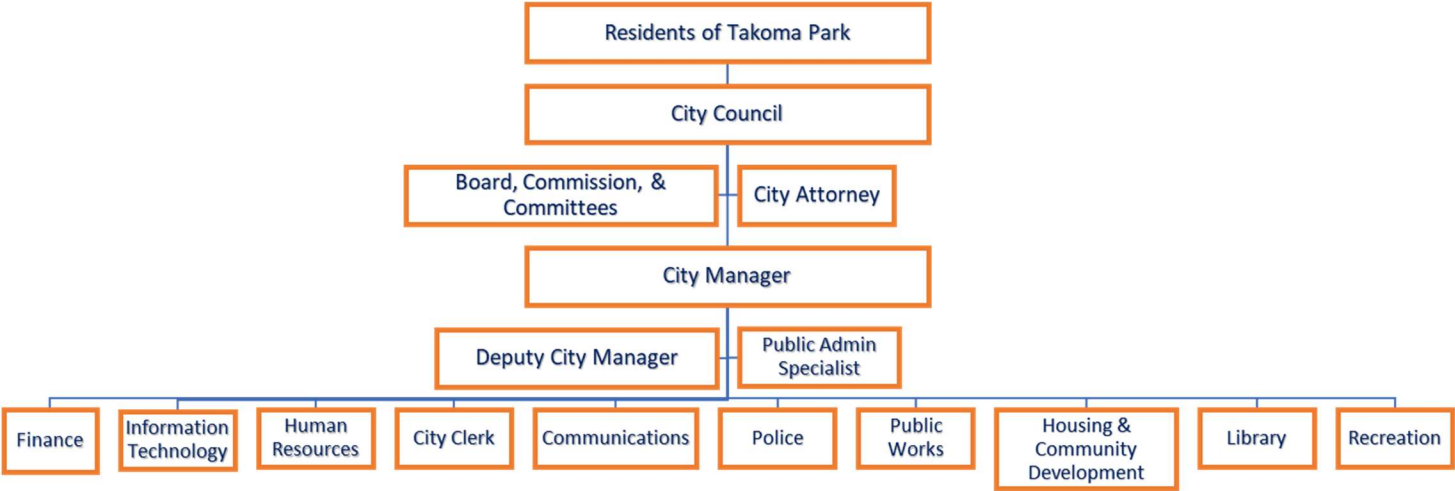 Residents of Takoma Park
City Council
Board, Commission, &
Committees
City Attorney
City Manager
Deputy City Manager
Public Admin
Specialist
Finance
Information
Technology
Human
Resources
City Clerk
Communications
Police
Public
Works
Housing &
Community
Development
Library
Recreation